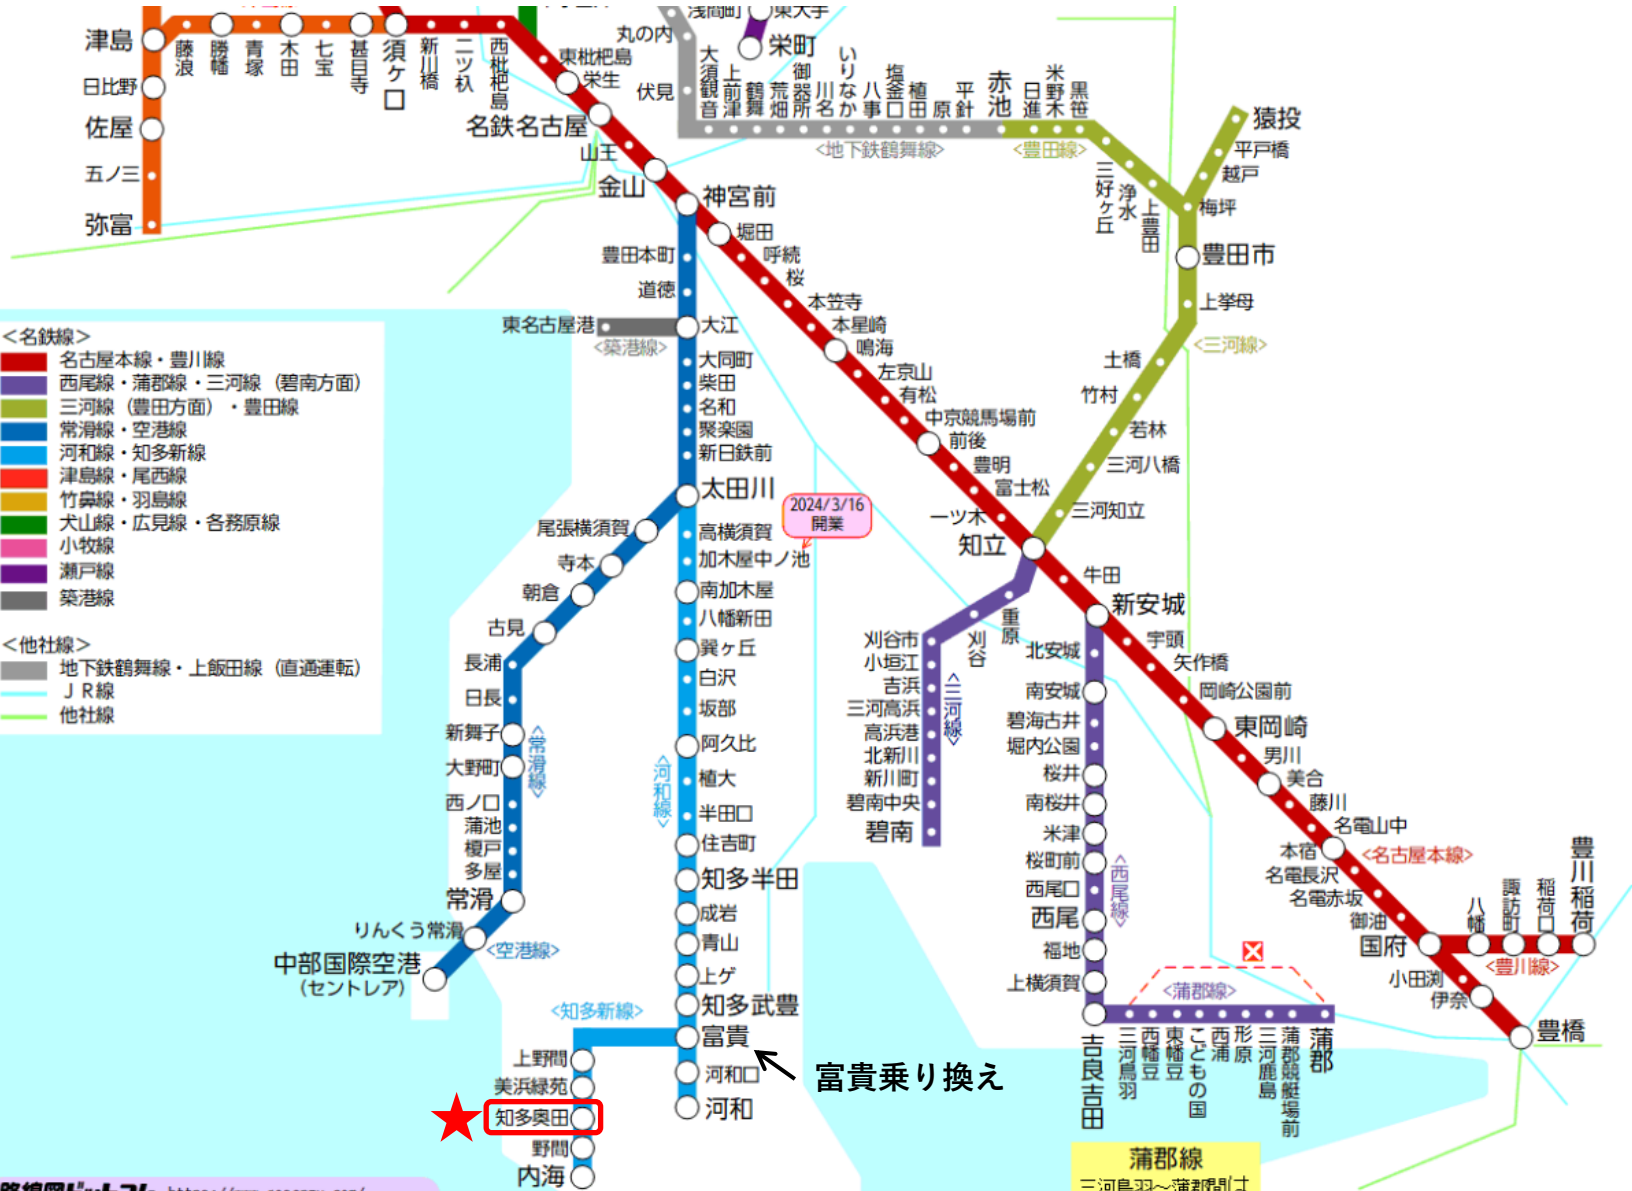 津島
日比野
佐屋
五ノ三
弥富
藤浪
勝幡
青塚
木田
七宝
甚目寺
須ヶ口
新川橋
二ツ杁
西枇杷島
東枇杷島
栄生
名鉄名古屋
山王
金山
神宮前
浅間町
東大手
栄町
丸の内
伏見
大須観音
上前津
鶴舞
荒畑
御器所
川名
いりなか
八事
塩釜口
植田
原
平針
赤池
日進
米野木
黒笹
<地下鉄鶴舞線>
<豊田線>
三好ヶ丘
浄水
上豊田
猿投
平戸橋
越戸
梅坪
豊田市
上挙母
<三河線>
土橋
竹村
若林
三河八橋
三河知立
堀田
呼続
桜
本笠寺
本星崎
鳴海
左京山
有松
中京競馬場前
前後
豊明
富士松
一ツ木
知立
豊田本町
道徳
東名古屋港
<築港線>
大江
大同町
柴田
名和
聚楽園
新日鉄前
太田川
2024/3/16
開業
高横須賀
加木屋中ノ池
南加木屋
八幡新田
巽ヶ丘
白沢
坂部
阿久比
<河和線>
植大
半田口
住吉町
知多半田
成岩
青山
上ゲ
知多武豊
富貴
河和口
河和
富貴乗り換え
<知多新線>
上野間
美浜緑苑
知多奥田
野間
内海
尾張横須賀
寺本
朝倉
古見
長浦
日長
新舞子
<常滑線>
大野町
西ノ口
蒲池
榎戸
多屋
常滑
りんくう常滑
<空港線>
中部国際空港
(セントレア)
<名鉄線>
名古屋本線・豊川線
西尾線・蒲郡線・三河線(碧南方面)
三河線(豊田方面)・豊田線
常滑線・空港線
河和線・知多新線
津島線・尾西線
竹鼻線・羽島線
犬山線・広見線・各務原線
小牧線
瀬戸線
築港線
<他社線>
地下鉄鶴舞線・上飯田線(直通運転)
JR線
他社線
重原
刈谷
刈谷市
小垣江
吉浜
<三河線>
三河高浜
高浜港
北新川
新川町
碧南中央
碧南
牛田
新安城
宇頭
矢作橋
岡崎公園前
東岡崎
男川
美合
藤川
名電山中
本宿
<名古屋本線>
名電長沢
名電赤坂
御油
国府
八幡
諏訪町
稲荷口
豊川稲荷
<豊川線>
小田渕
伊奈
豊橋
北安城
南安城
碧海古井
堀内公園
桜井
南桜井
米津
桜町前
<西尾線>
西尾口
西尾
福地
上横須賀
吉良吉田
<蒲郡線>
三河鳥羽
西幡豆
東幡豆
こどもの国
西浦
形原
三河鹿島
蒲郡競艇場前
蒲郡
蒲郡線
三河鳥羽〜蒲郡間は